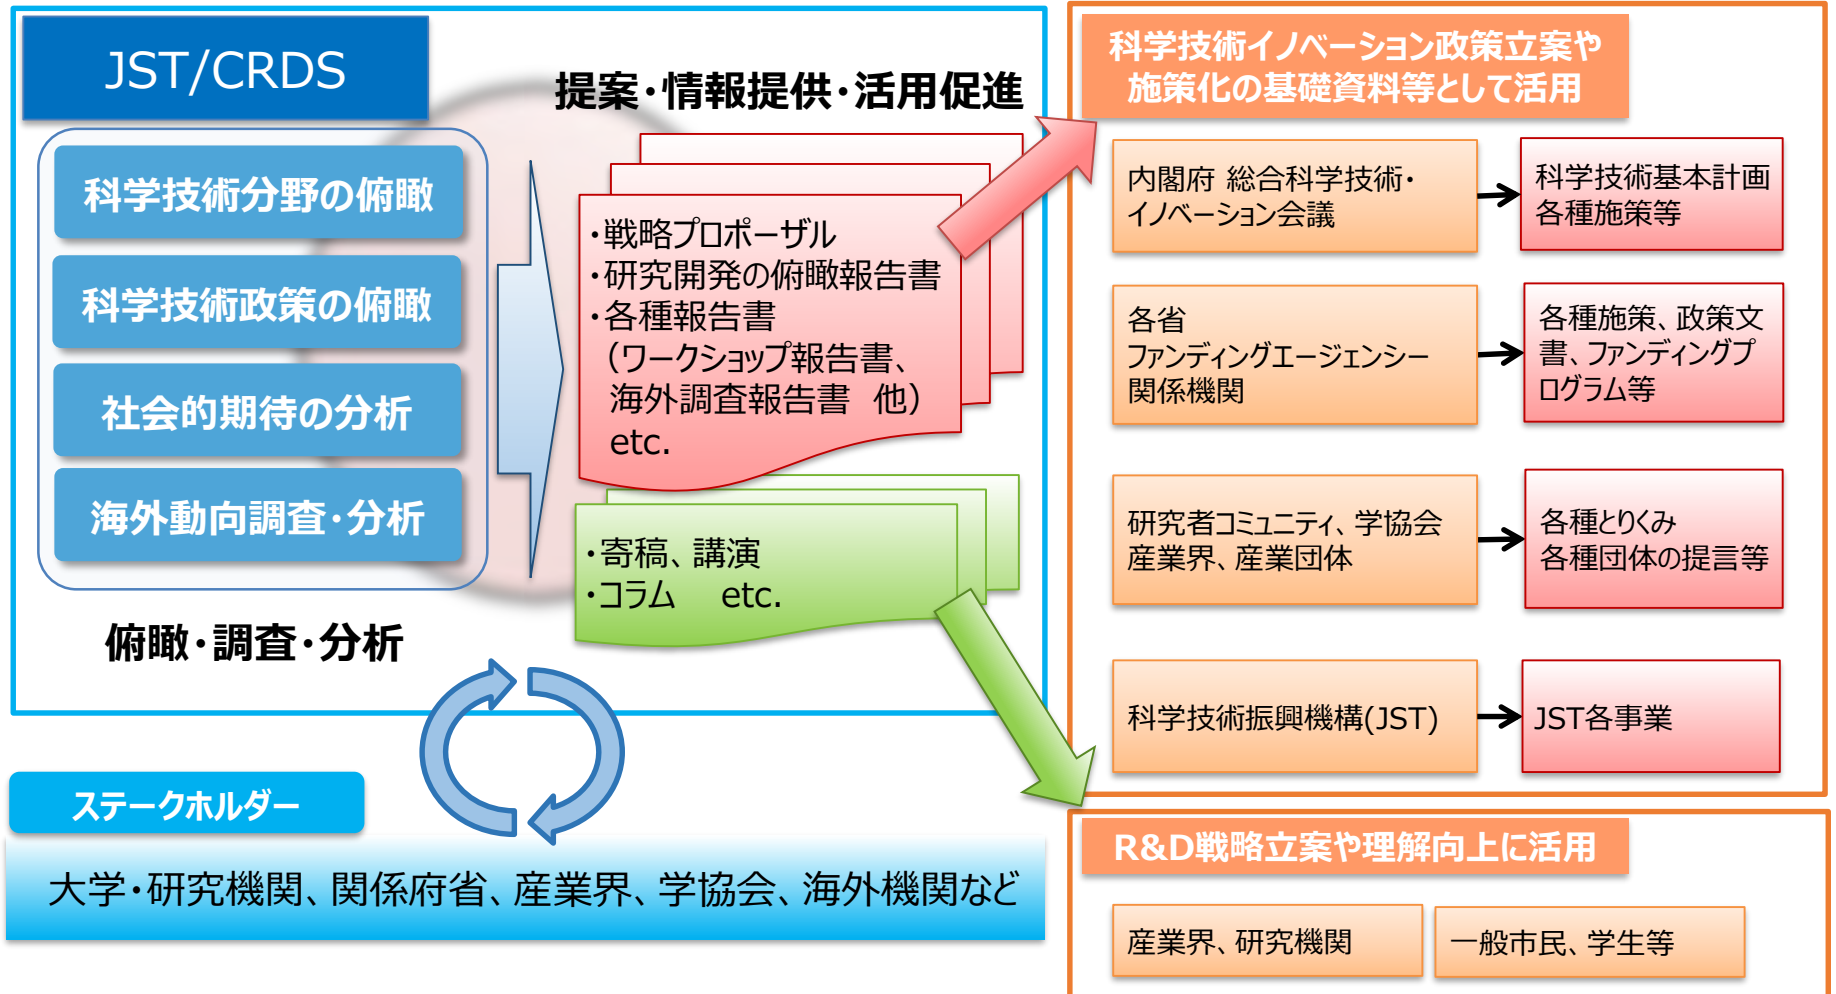 JST/CRDS
科学技術分野の俯瞰
科学技術政策の俯瞰
社会的期待の分析
海外動向調査・分析
俯瞰・調査・分析
提案・情報提供・活用促進
・戦略プロポーザル
・研究開発の俯瞰報告書
・各種報告書
（ワークショップ報告書、
海外調査報告書　他）
etc.
・寄稿、講演
・コラム　etc.
ステークホルダー
大学・研究機関、関係府省、産業界、学協会、海外機関など
科学技術イノベーション政策立案や
施策化の基礎資料等として活用
内閣府 総合科学技術・
イノベーション会議
科学技術基本計画
各種施策等
各省
ファンディングエージェンシー
関係機関
各種施策、政策文
書、ファンディングプ
ログラム等
研究者コミュニティ、学協会
産業界、産業団体
各種とりくみ
各種団体の提言等
科学技術振興機構(JST)
JST各事業
R&D戦略立案や理解向上に活用
産業界、研究機関
一般市民、学生等